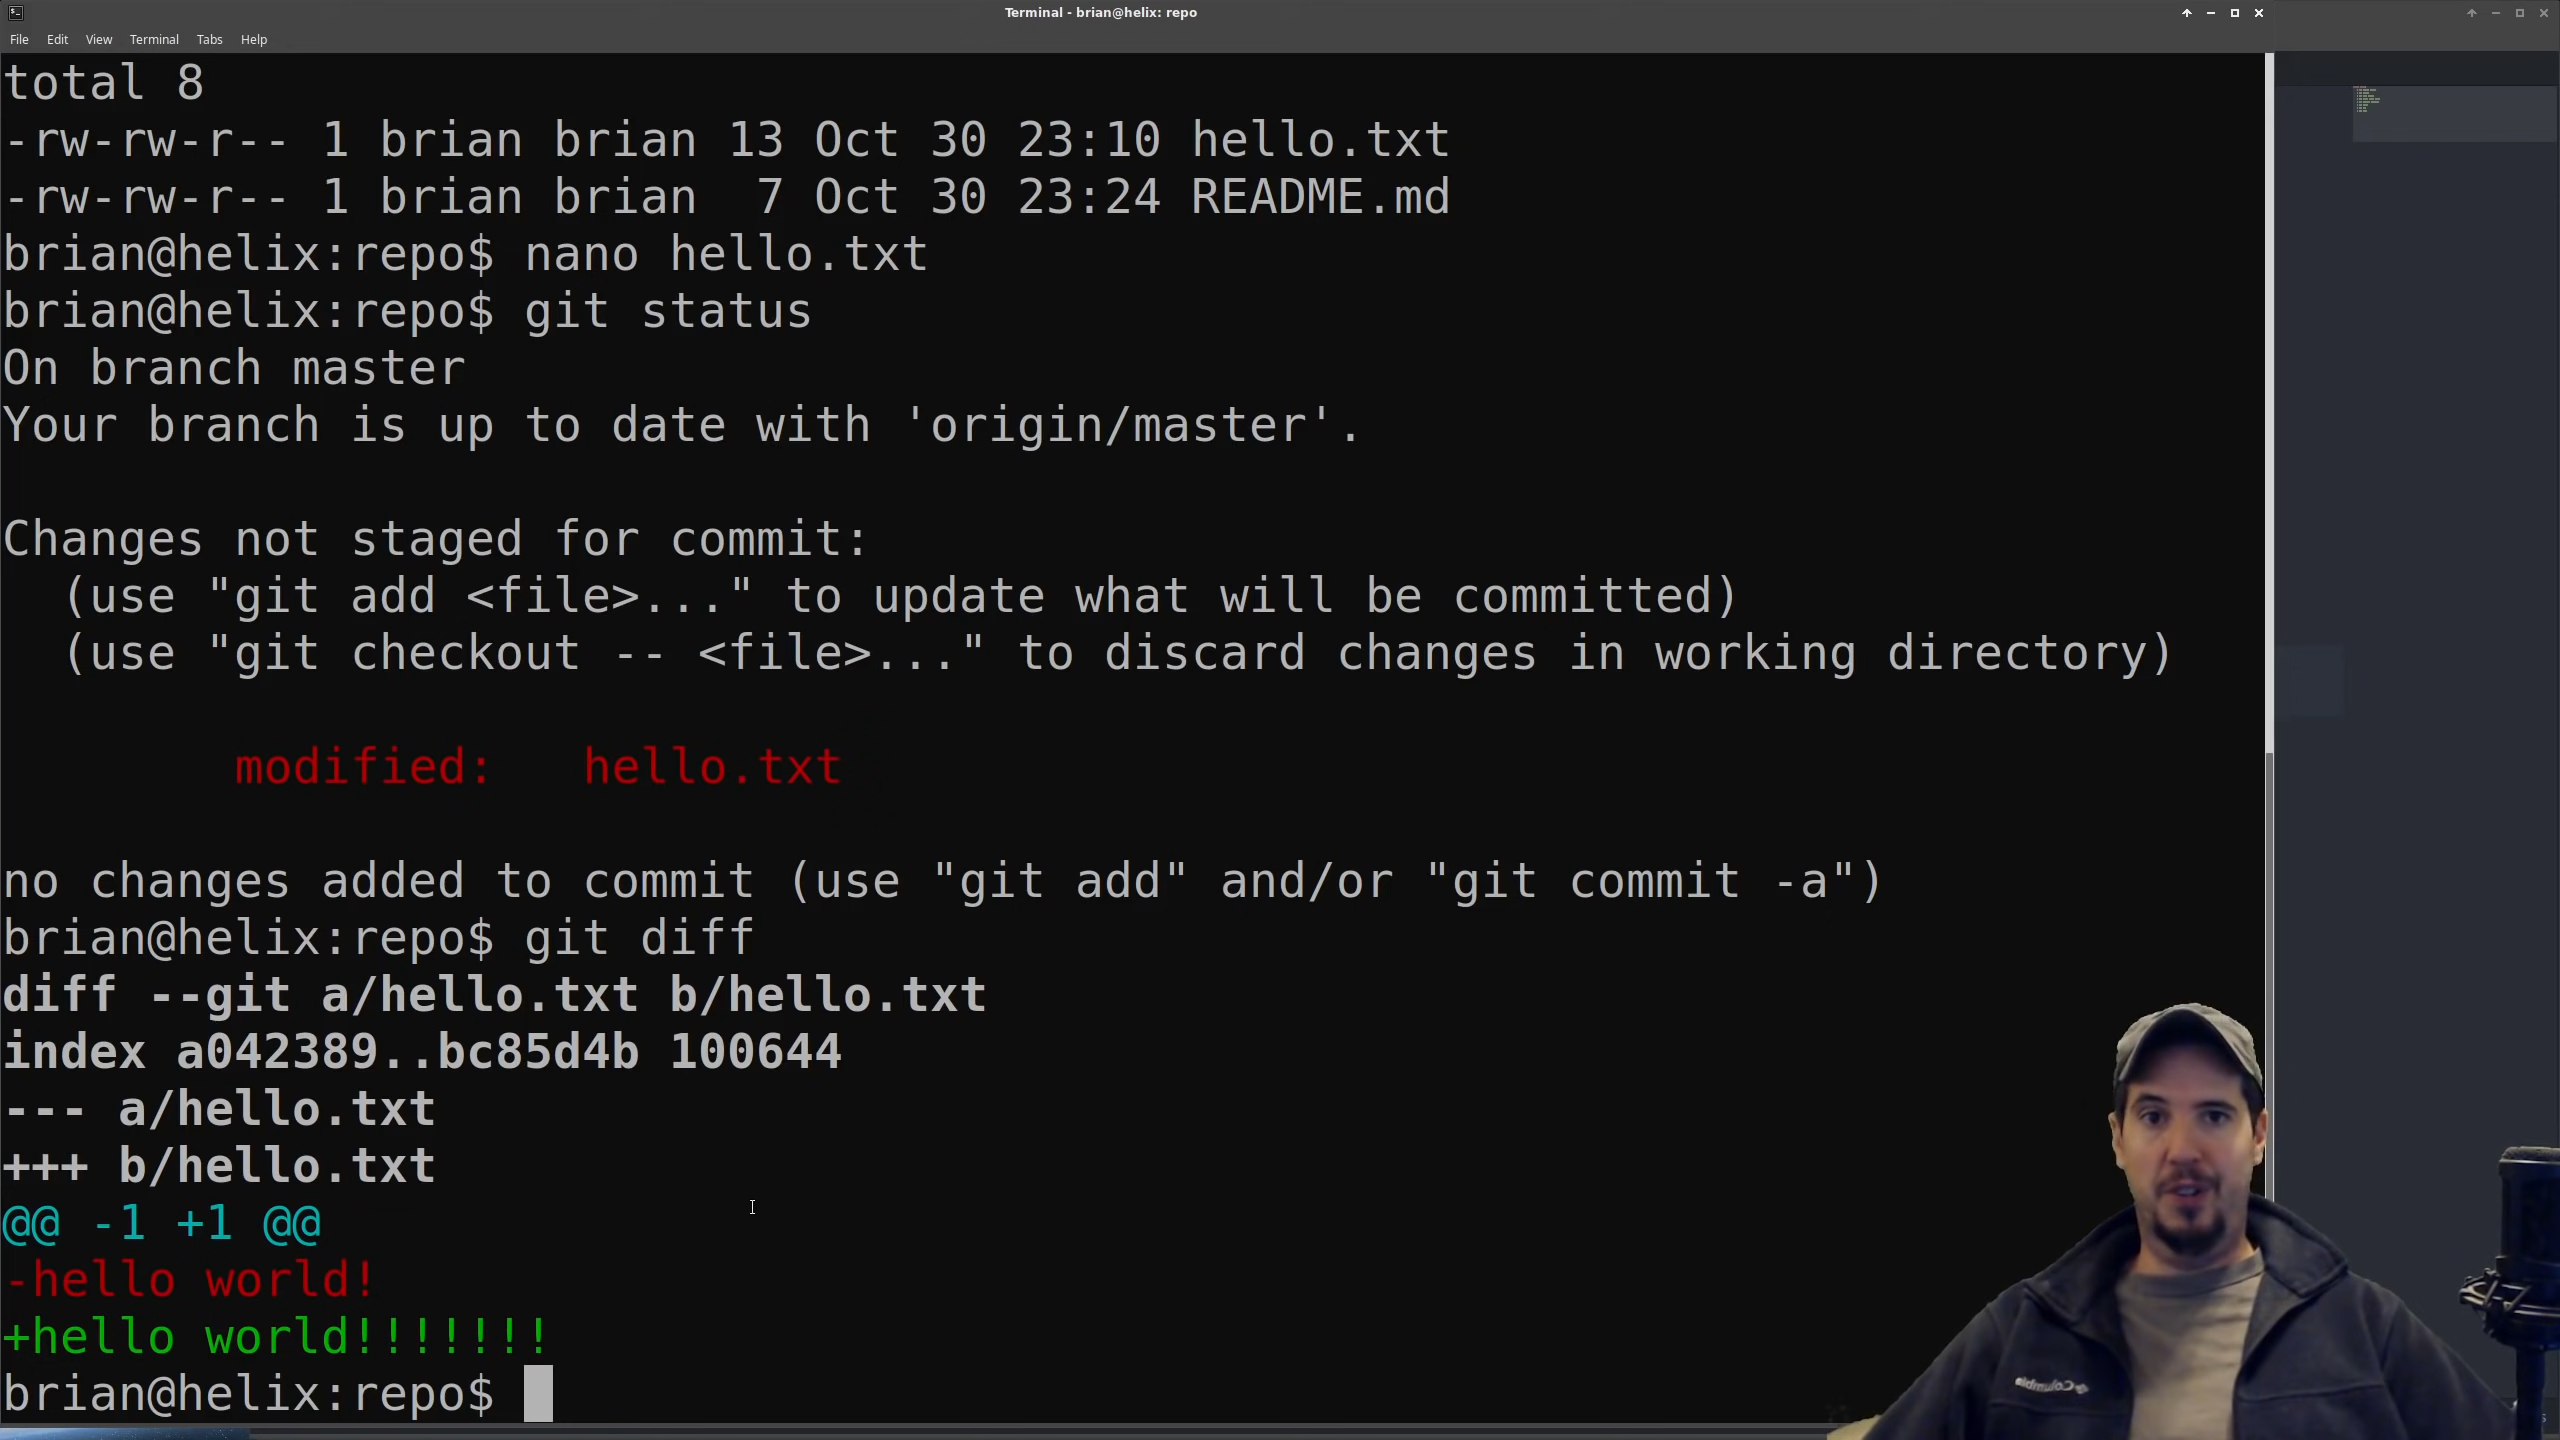 Terminal - brian@helix: repo
File Edit View Terminal Tabs Help
total 8
-rw-rw-r-- 1 brian brian 13 Oct 30 23:10 hello.txt
-rw-rw-r-- 1 brian brian  7 Oct 30 23:24 README.md
brian@helix:repo$ nano hello.txt
brian@helix:repo$ git status
On branch master
Your branch is up to date with 'origin/master'.
Changes not staged for commit:
  (use "git add <file>..." to update what will be committed)
  (use "git checkout -- <file>..." to discard changes in working directory)
        modified:   hello.txt
no changes added to commit (use "git add" and/or "git commit -a")
brian@helix:repo$ git diff
diff --git a/hello.txt b/hello.txt
index a042389..bc85d4b 100644
--- a/hello.txt
+++ b/hello.txt
@@ -1 +1 @@
-hello world!
+hello world!!!!!!!
brian@helix:repo$
Columbia